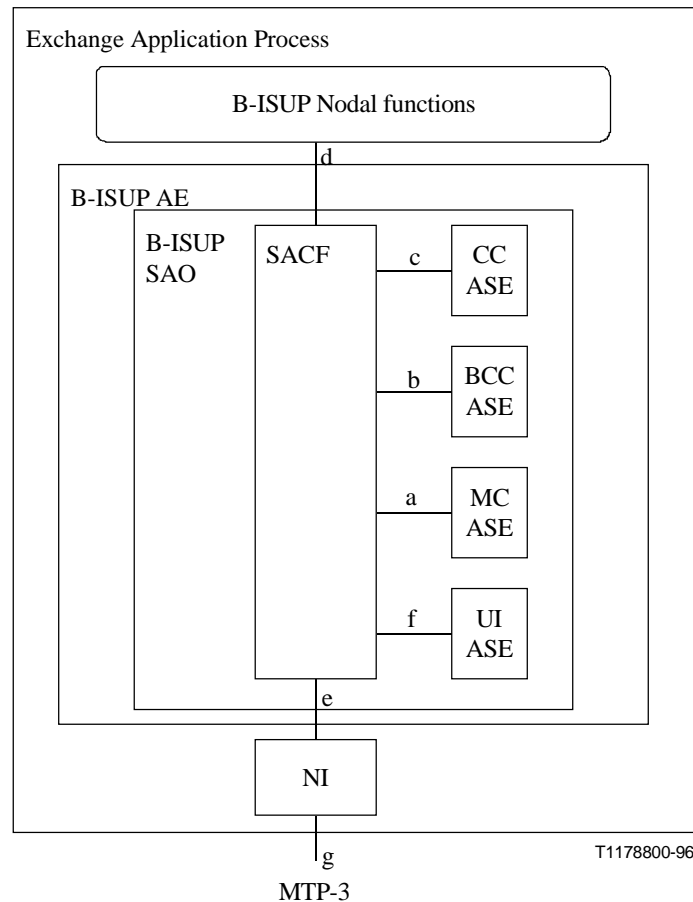 Exchange Application Process
B-ISUP Nodal functions
d
B-ISUP AE
B-ISUP
SAO
SACF
c
CC
ASE
b
BCC
ASE
a
MC
ASE
f
UI
ASE
e
NI
g
T1178800-96
MTP-3